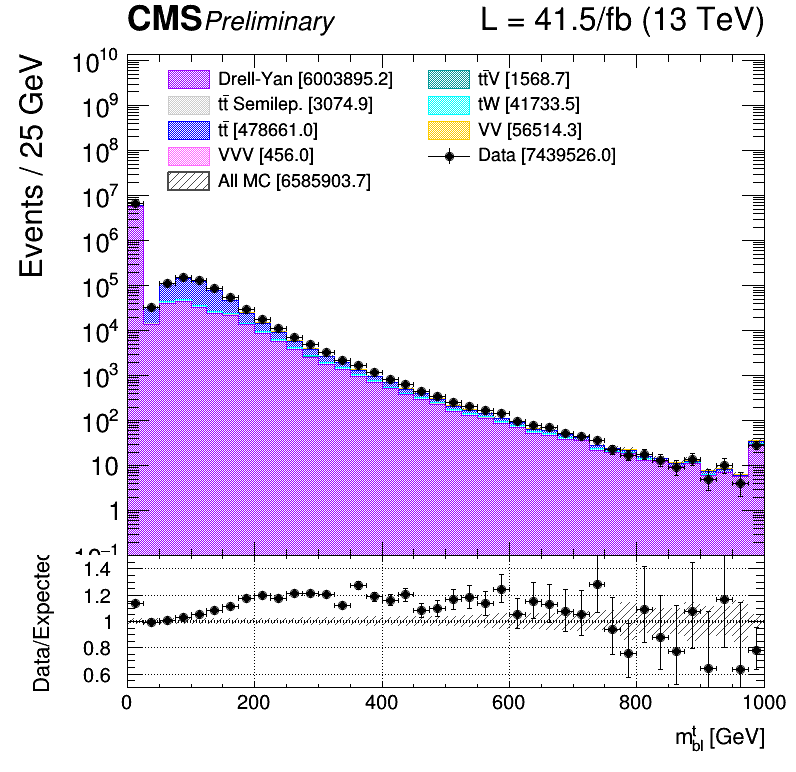 CMS Preliminary L = 41.5/fb (13 TeV)
Events / 25 GeV
10^10
10^9
10^8
10^7
10^6
10^5
10^4
10^3
10^2
10
1
10^−1
Drell-Yan [6003895.2]
tt̄ Semilep. [3074.9]
tt̄ [478661.0]
VVV [456.0]
All MC [6585903.7]
tt̄V [1568.7]
tW [41733.5]
VV [56514.3]
Data [7439526.0]
Data/Expected
1.4
1.2
1
0.8
0.6
0 200 400 600 800 1000
m^t_bl [GeV]